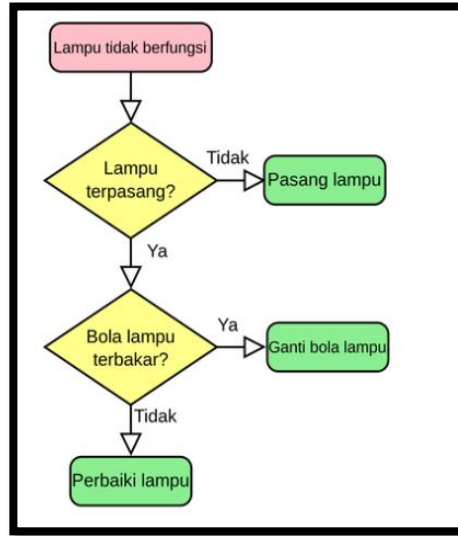 Lampu tidak berfungsi
Lampu
terpasang?
Tidak
Pasang lampu
Ya
Bola lampu
terbakar?
Ya
Ganti bola lampu
Tidak
Perbaiki lampu